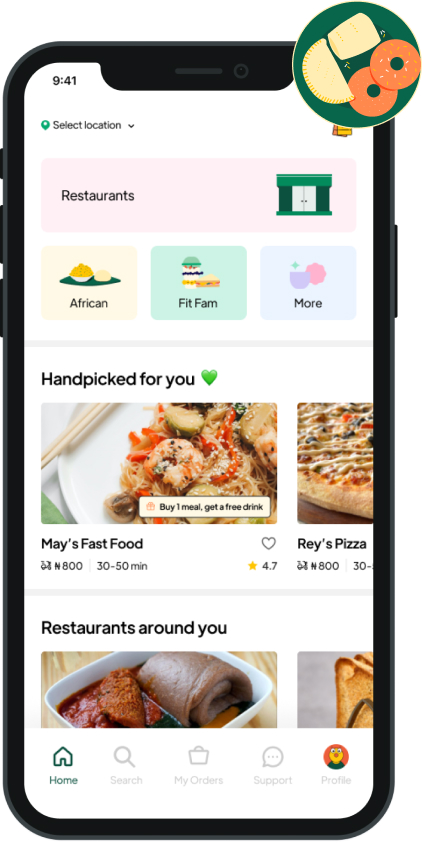 9:41
Select location
Restaurants
African
Fit Fam
More
Handpicked for you
Buy 1 meal, get a free drink
May's Fast Food
Rey's Pizza
₦800 30-50 min 4.7
₦800
Restaurants around you
Home
Search
My Orders
Support
Profile